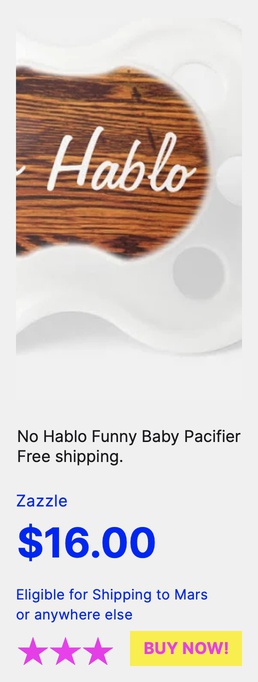 Hablo
No Hablo Funny Baby Pacifier
Free shipping.
Zazzle
$16.00
Eligible for Shipping to Mars
or anywhere else
BUY NOW!